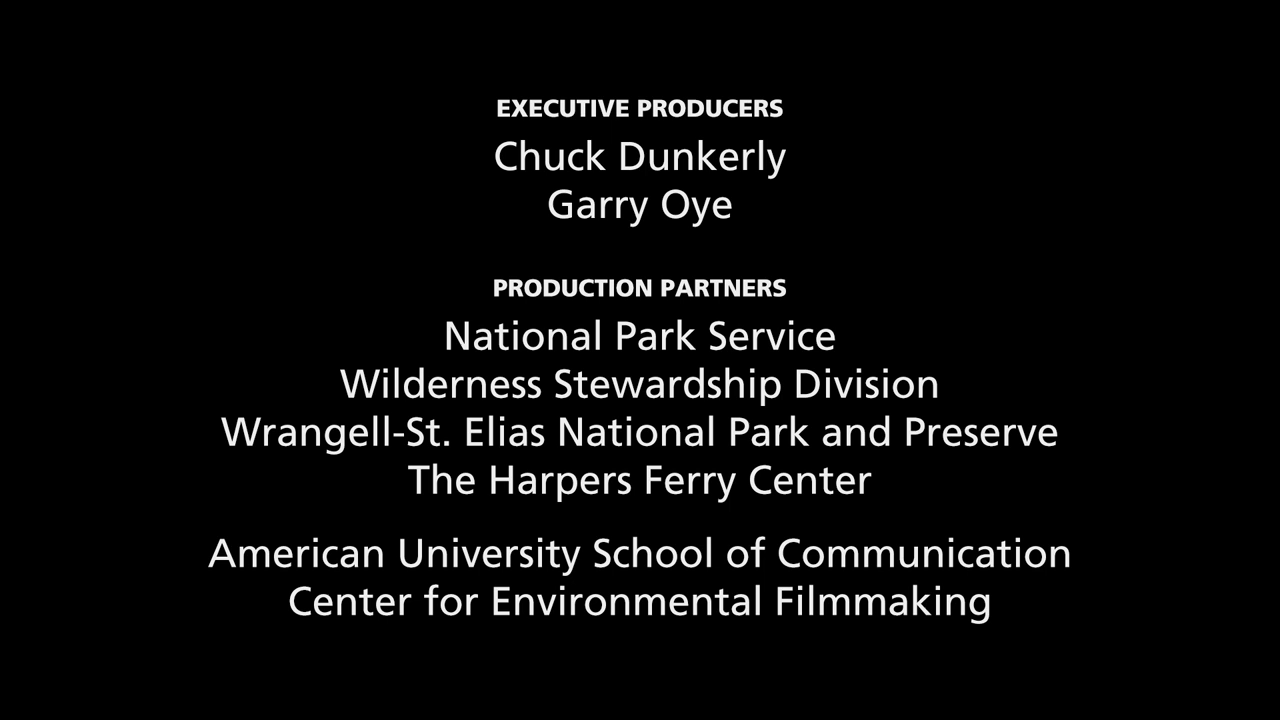 EXECUTIVE PRODUCERS
Chuck Dunkerly
Garry Oye
PRODUCTION PARTNERS
National Park Service
Wilderness Stewardship Division
Wrangell-St. Elias National Park and Preserve
The Harpers Ferry Center
American University School of Communication
Center for Environmental Filmmaking